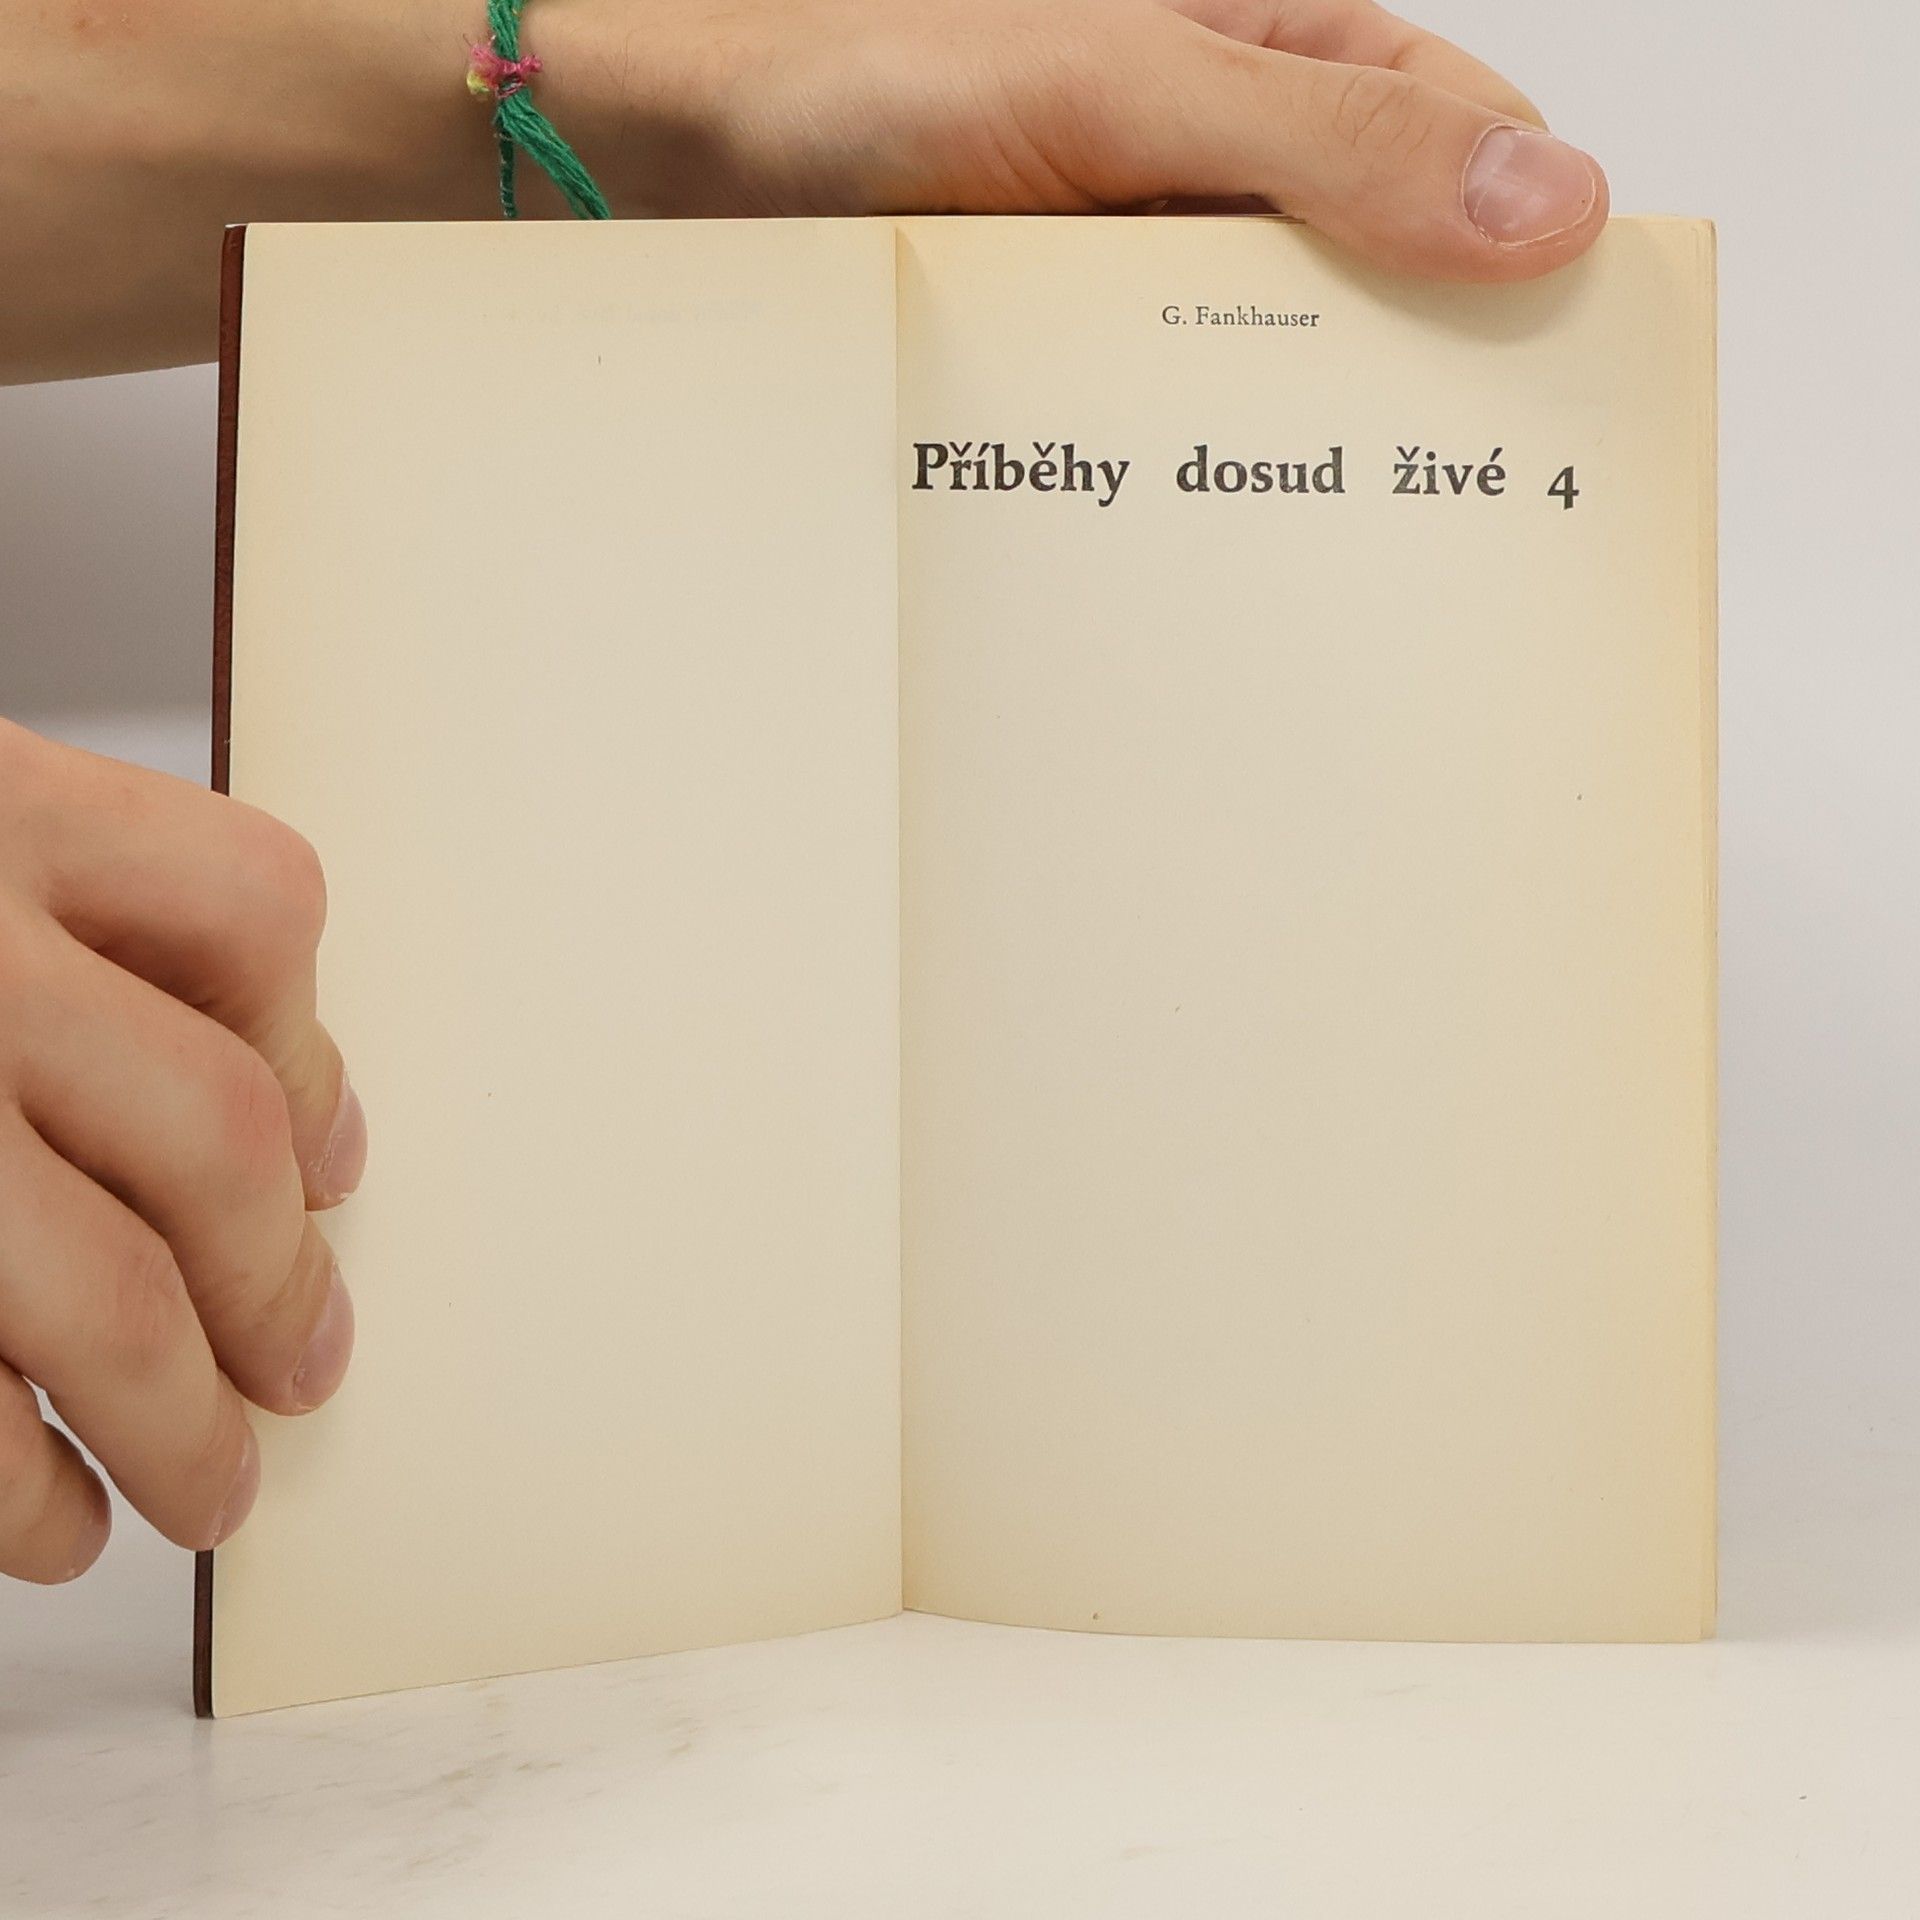 G. Fankhauser
Příběhy dosud živé 4